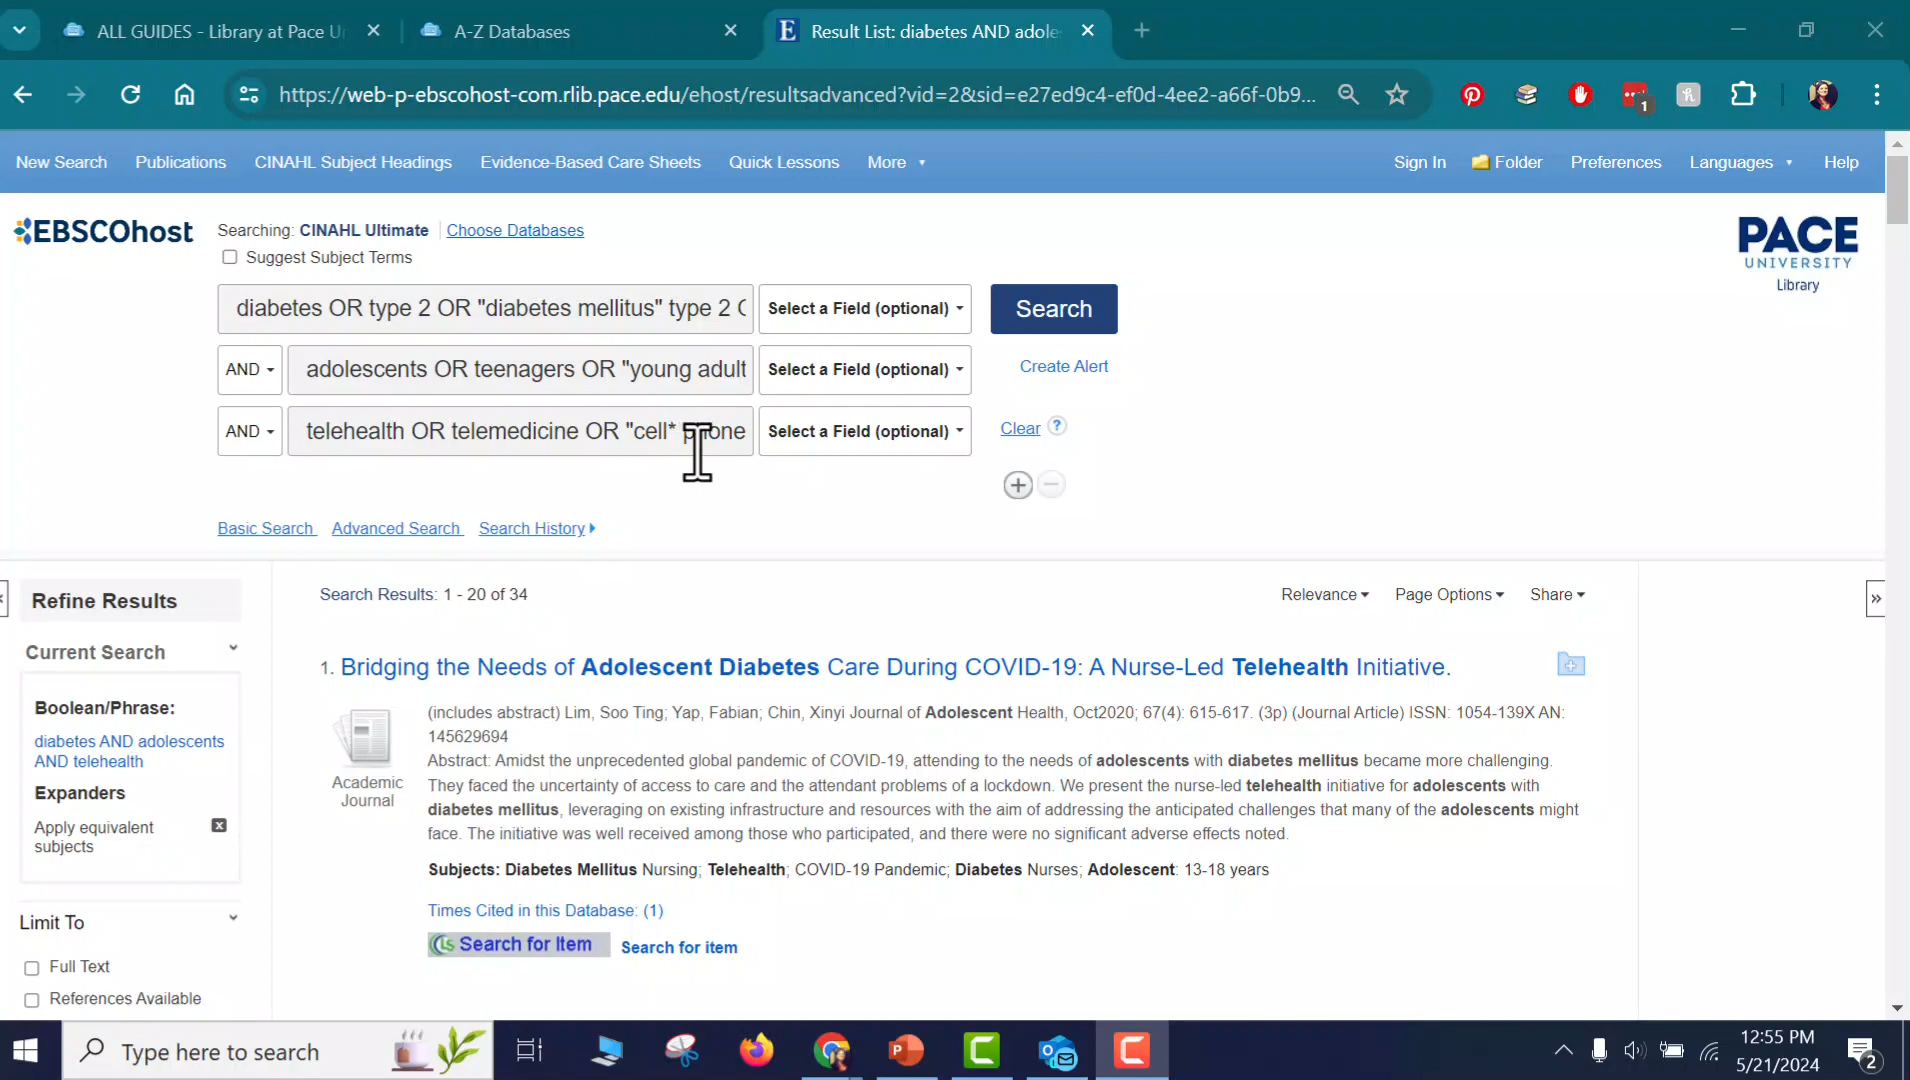 ALL GUIDES - Library at Pace U
A-Z Databases
Result List: diabetes AND adole
https://web-p-ebscohost-com.rlib.pace.edu/ehost/resultsadvanced?vid=2&sid=e27ed9c4-ef0d-4ee2-a66f-0b9...
1
New Search
Publications
CINAHL Subject Headings
Evidence-Based Care Sheets
Quick Lessons
More
Sign In
Folder
Preferences
Languages
Help
EBSCOhost
Searching: CINAHL Ultimate
Choose Databases
Suggest Subject Terms
PACE
UNIVERSITY
Library
diabetes OR type 2 OR "diabetes mellitus" type 2 O
Select a Field (optional)
Search
AND
adolescents OR teenagers OR "young adult
Select a Field (optional)
Create Alert
AND
telehealth OR telemedicine OR "cell* phone
Select a Field (optional)
Clear
?
Basic Search
Advanced Search
Search History
Refine Results
Search Results: 1 - 20 of 34
Relevance
Page Options
Share
»
Current Search
Boolean/Phrase:
diabetes AND adolescents
AND telehealth
Expanders
Apply equivalent
subjects
Limit To
Full Text
References Available
1. Bridging the Needs of Adolescent Diabetes Care During COVID-19: A Nurse-Led Telehealth Initiative.
Academic
Journal
(includes abstract) Lim, Soo Ting; Yap, Fabian; Chin, Xinyi Journal of Adolescent Health, Oct2020; 67(4): 615-617. (3p) (Journal Article) ISSN: 1054-139X AN:
145629694
Abstract: Amidst the unprecedented global pandemic of COVID-19, attending to the needs of adolescents with diabetes mellitus became more challenging.
They faced the uncertainty of access to care and the attendant problems of a lockdown. We present the nurse-led telehealth initiative for adolescents with
diabetes mellitus, leveraging on existing infrastructure and resources with the aim of addressing the anticipated challenges that many of the adolescents might
face. The initiative was well received among those who participated, and there were no significant adverse effects noted.
Subjects: Diabetes Mellitus Nursing; Telehealth; COVID-19 Pandemic; Diabetes Nurses; Adolescent: 13-18 years
Times Cited in this Database: (1)
LS Search for Item
Search for item
Type here to search
12:55 PM
5/21/2024
2